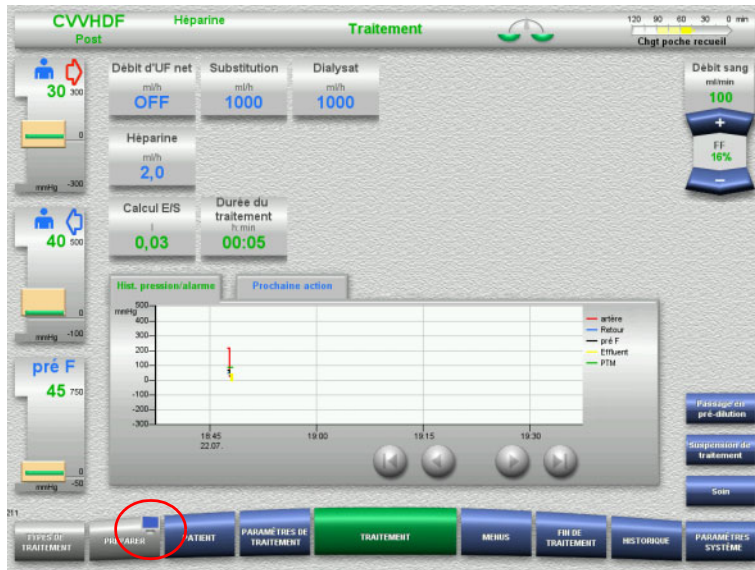 CVVHDF Héparine
Post
Traitement
120 90 60 30 0 min
Chgt poche recueil
30 300
0
mmHg -300
Débit d'UF net
ml/h
OFF
Substitution
ml/h
1000
Dialysat
ml/h
1000
Débit sang
ml/min
100
+
FF
16%
–
Héparine
ml/h
2,0
40 500
0
mmHg -100
Calcul E/S
l
0,03
Durée du
traitement
h:min
00:05
Hist. pression/alarme
Prochaine action
mmHg
500
400
300
200
100
0
-100
-200
-300
18:45
22.07.
19:00
19:15
19:30
artère
Retour
pré F
Effluent
PTM
pré F
45 750
0
mmHg -50
Passage en
pré-dilution
Suspension de
traitement
Soin
211
TYPES DE
TRAITEMENT
PRÉPARER
PATIENT
PARAMÈTRES DE
TRAITEMENT
TRAITEMENT
MENUS
FIN DE
TRAITEMENT
HISTORIQUE
PARAMÈTRES
SYSTÈME